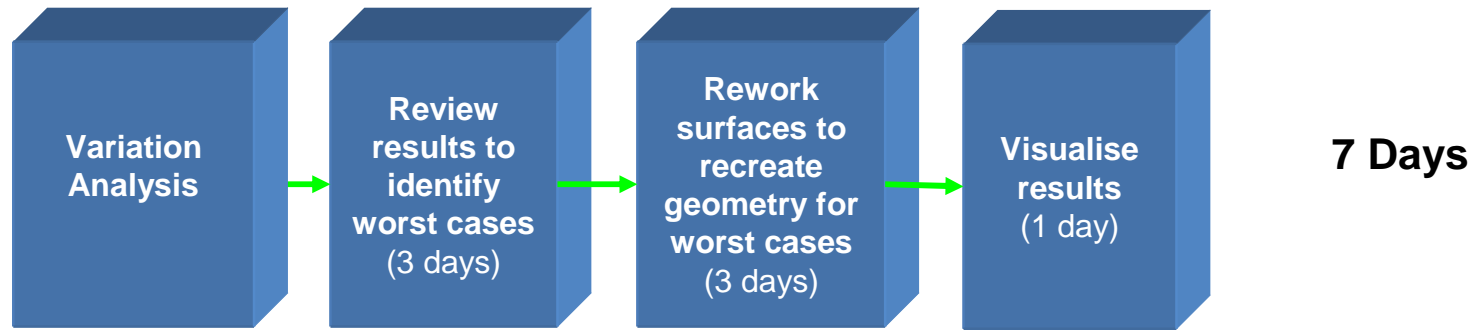 Variation
Analysis
Review
results to
identify
worst cases
(3 days)
Rework
surfaces to
recreate
geometry for
worst cases
(3 days)
Visualise
results
(1 day)
7 Days